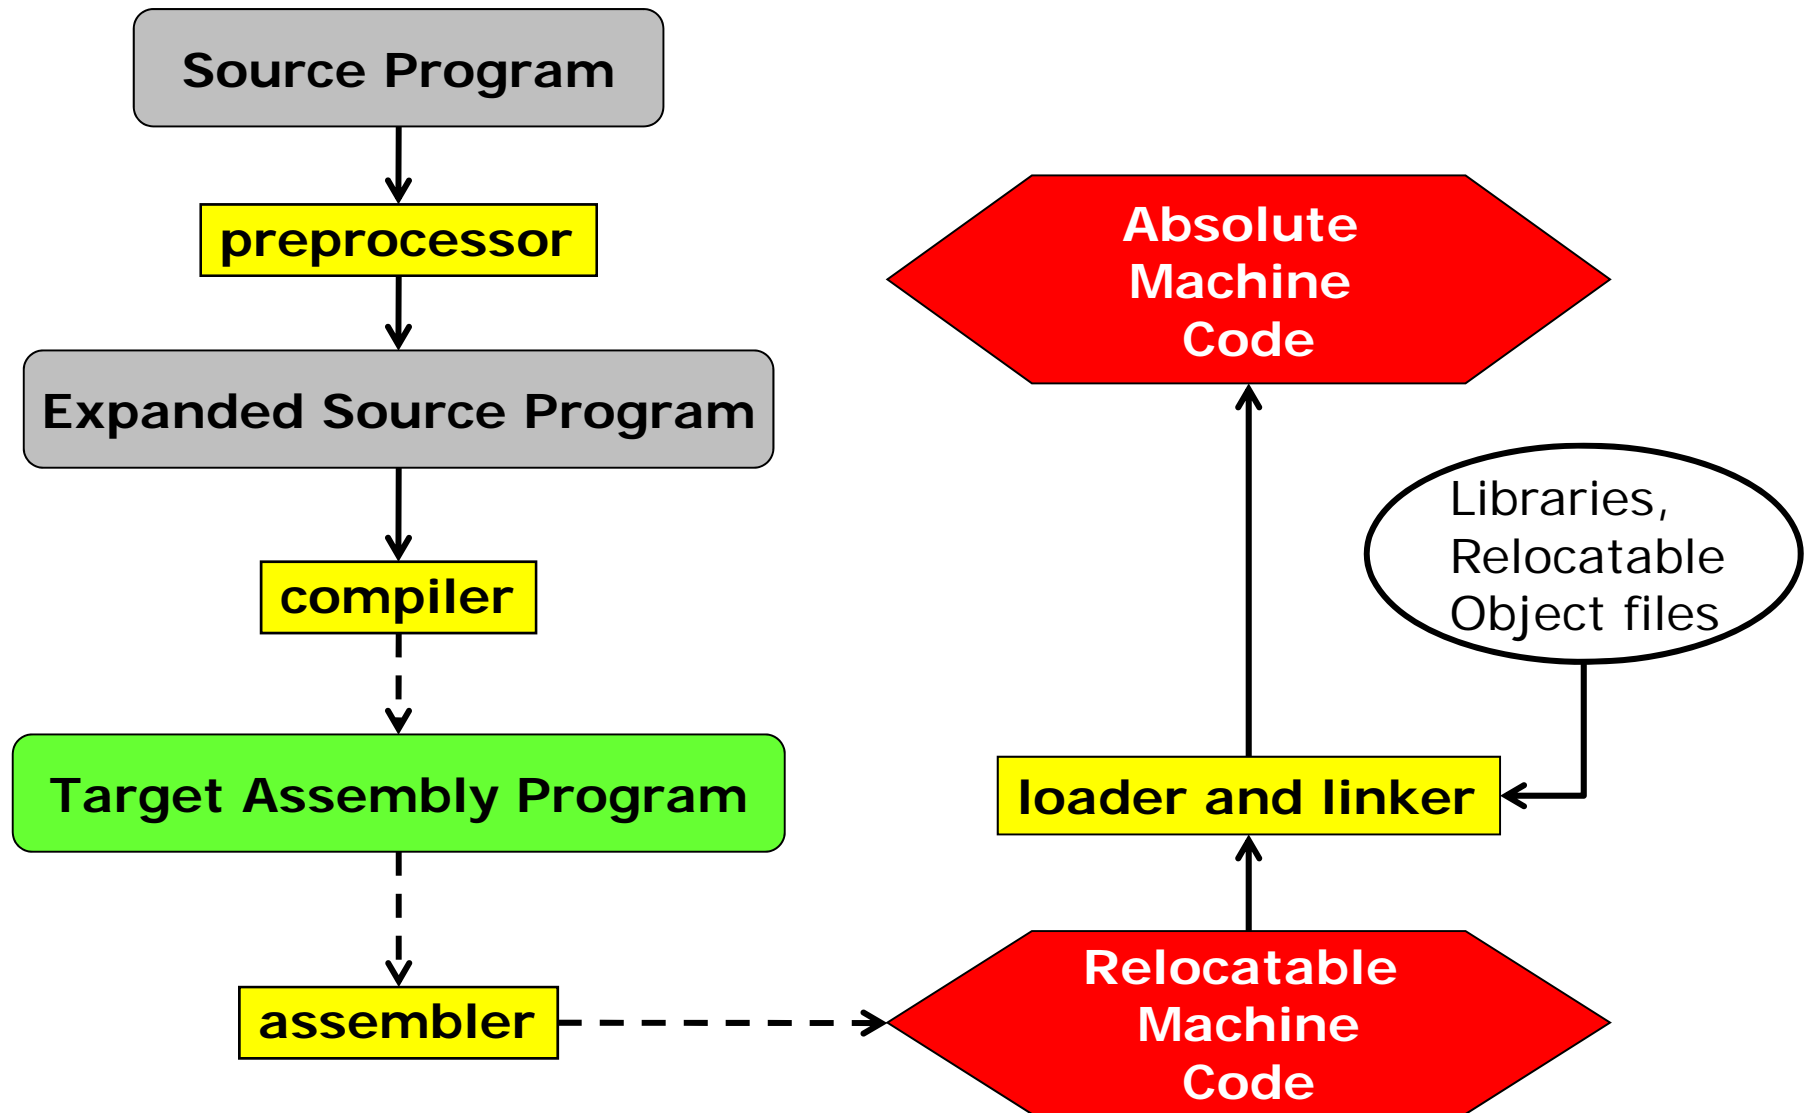 Source Program
preprocessor
Expanded Source Program
compiler
Target Assembly Program
assembler
Absolute
Machine
Code
Libraries,
Relocatable
Object files
loader and linker
Relocatable
Machine
Code